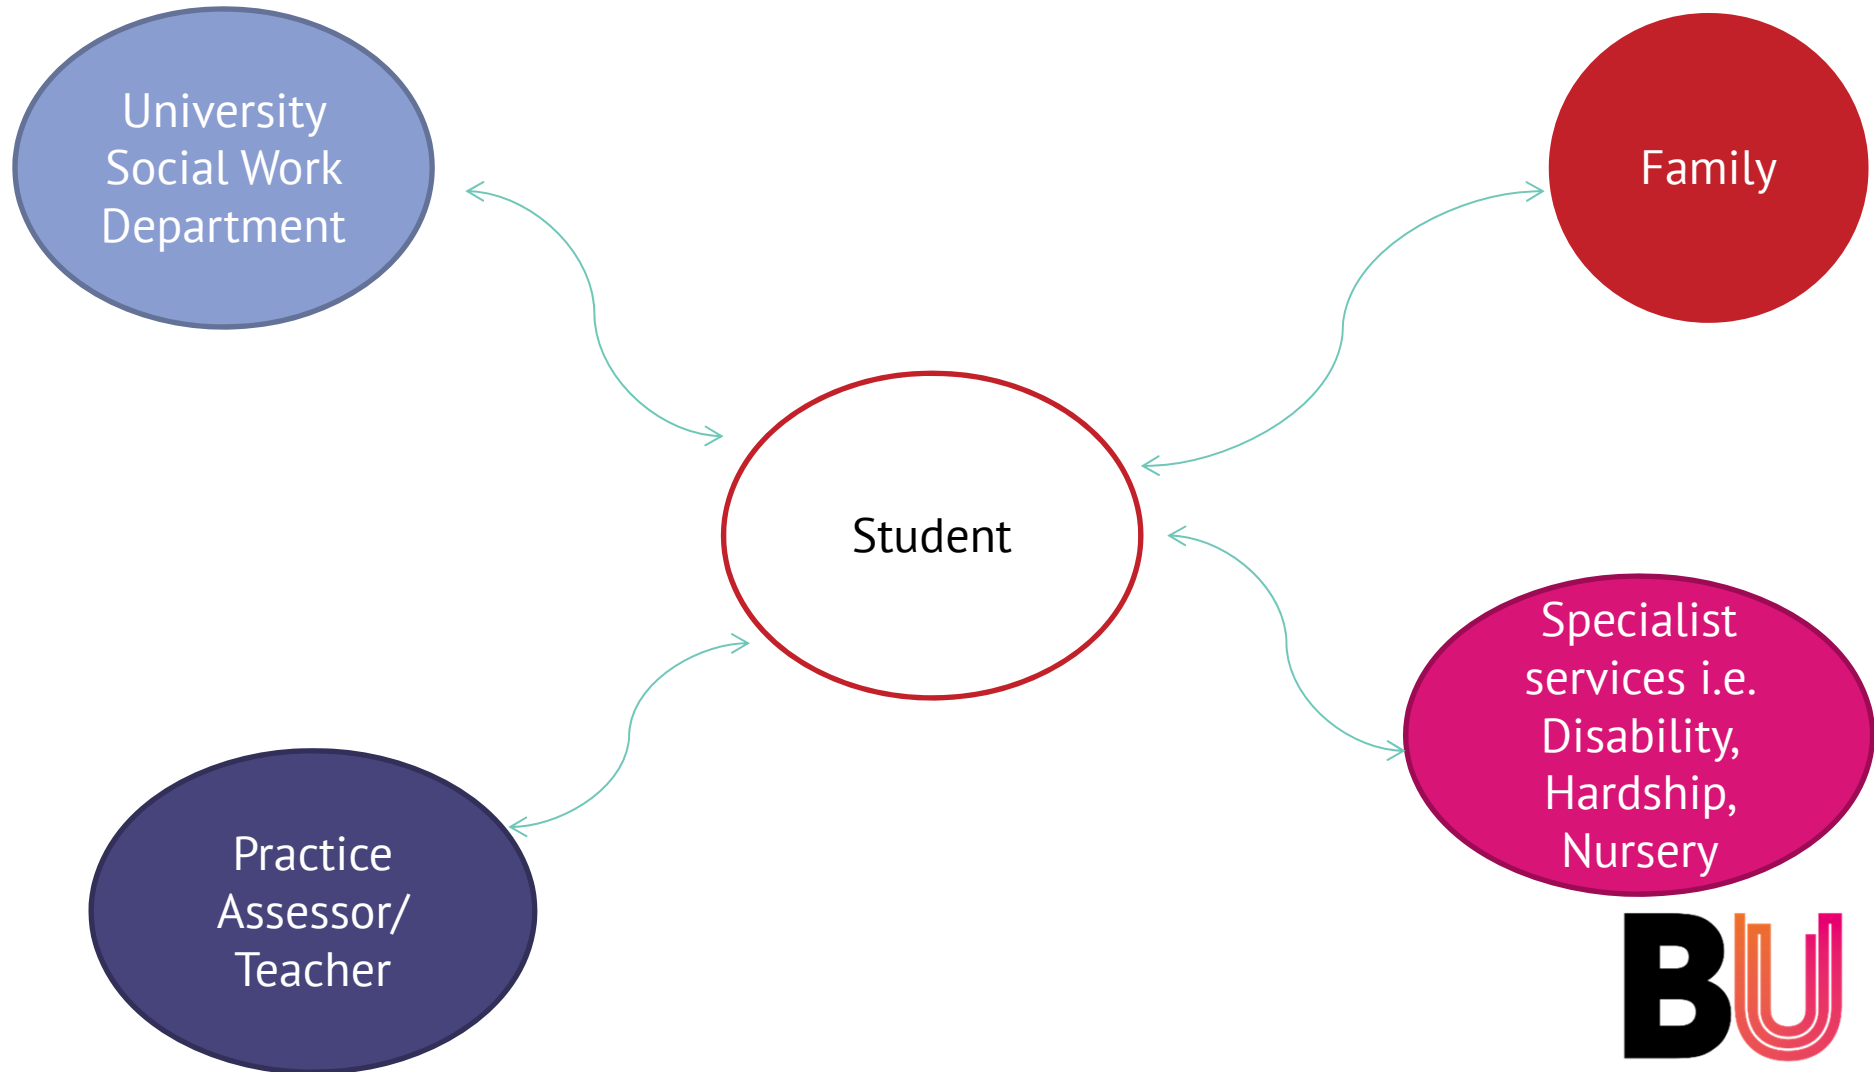 University
Social Work
Department
Family
Student
Specialist
services i.e.
Disability,
Hardship,
Nursery
Practice
Assessor/
Teacher
BU